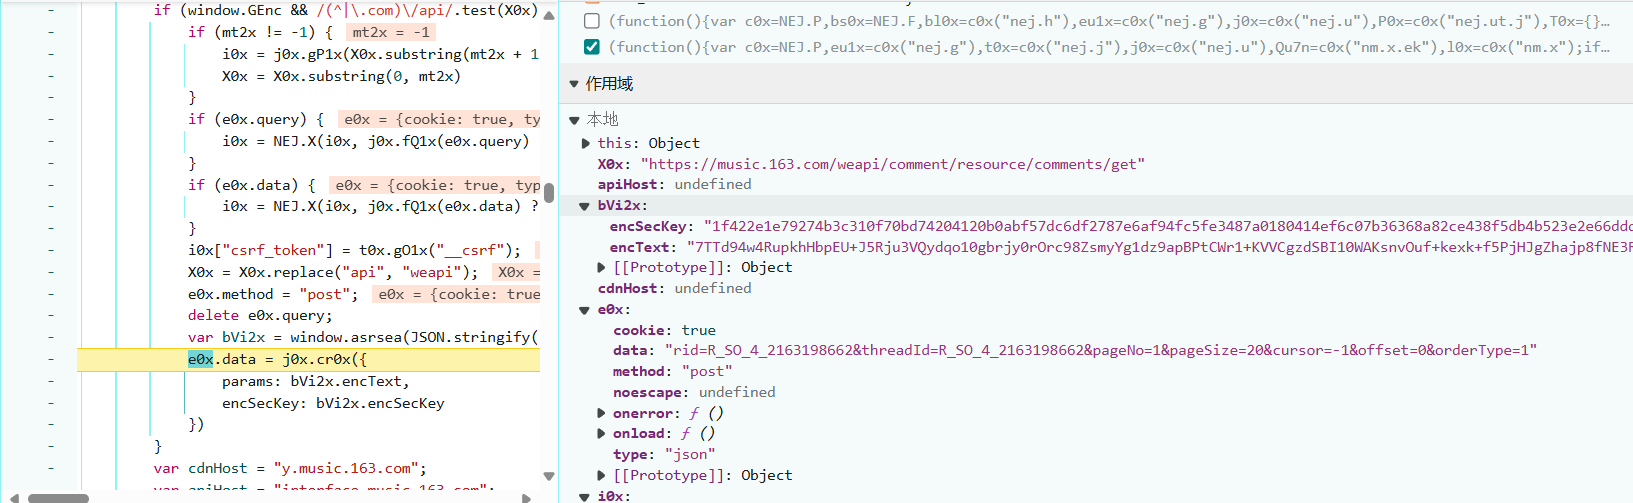 if (window.GEnc && /(^|\.com)\/api/.test(X0x)
if (mt2x != -1) { mt2x = -1
i0x = j0x.gP1x(X0x.substring(mt2x + 1
X0x = X0x.substring(0, mt2x)
}
if (e0x.query) { e0x = {cookie: true, ty
i0x = NEJ.X(i0x, j0x.fQ1x(e0x.query)
}
if (e0x.data) { e0x = {cookie: true, typ
i0x = NEJ.X(i0x, j0x.fQ1x(e0x.data) ?
}
i0x["csrf_token"] = t0x.gO1x("__csrf");
X0x = X0x.replace("api", "weapi"); X0x =
e0x.method = "post"; e0x = {cookie: true
delete e0x.query;
var bVi2x = window.asrsea(JSON.stringify(
e0x.data = j0x.cr0x({
params: bVi2x.encText,
encSecKey: bVi2x.encSecKey
})
}
var cdnHost = "y.music.163.com";
var apiHost = "interface.music.163.com";
(function(){var c0x=NEJ.P,bs0x=NEJ.F,bl0x=c0x("nej.h"),eu1x=c0x("nej.g"),j0x=c0x("nej.u"),P0x=c0x("nej.ut.j"),T0x={}…
(function(){var c0x=NEJ.P,eu1x=c0x("nej.g"),t0x=c0x("nej.j"),j0x=c0x("nej.u"),Qu7n=c0x("nm.x.ek"),l0x=c0x("nm.x");if…
作用域
本地
this: Object
X0x: "https://music.163.com/weapi/comment/resource/comments/get"
apiHost: undefined
bVi2x:
encSecKey: "1f422e1e79274b3c310f70bd74204120b0abf57dc6df2787e6af94fc5fe3487a0180414ef6c07b36368a82ce438f5db4b523e2e66ddd
encText: "7TTd94w4RupkhHbpEU+J5Rju3VQydqo10gbrjy0rOrc98ZsmyYg1dz9apBPtCWr1+KVVCgzdSBI10WAKsnvOuf+kexk+f5PjHJgZhajp8fNE3F
[[Prototype]]: Object
cdnHost: undefined
e0x:
cookie: true
data: "rid=R_SO_4_2163198662&threadId=R_SO_4_2163198662&pageNo=1&pageSize=20&cursor=-1&offset=0&orderType=1"
method: "post"
noescape: undefined
onerror: ƒ ()
onload: ƒ ()
type: "json"
[[Prototype]]: Object
i0x: